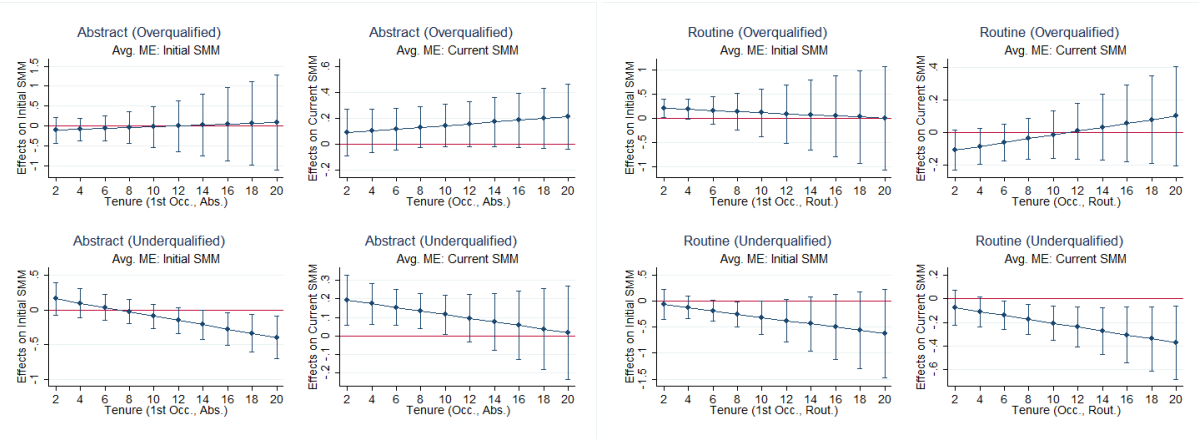 Abstract (Overqualified)
Avg. ME: Initial SMM
Effects on Initial SMM
1.5
1
.5
0
-.5
-1
2 4 6 8 10 12 14 16 18 20
Tenure (1st Occ., Abs.)
Abstract (Overqualified)
Avg. ME: Current SMM
Effects on Current SMM
.6
.4
.2
0
-.2
2 4 6 8 10 12 14 16 18 20
Tenure (Occ., Abs.)
Routine (Overqualified)
Avg. ME: Initial SMM
Effects on Initial SMM
1
.5
0
-.5
-1
2 4 6 8 10 12 14 16 18 20
Tenure (1st Occ., Rout.)
Routine (Overqualified)
Avg. ME: Current SMM
Effects on Current SMM
.4
.2
0
-.2
2 4 6 8 10 12 14 16 18 20
Tenure (Occ., Rout.)
Abstract (Underqualified)
Avg. ME: Initial SMM
Effects on Initial SMM
.5
0
-.5
-1
2 4 6 8 10 12 14 16 18 20
Tenure (1st Occ., Abs.)
Abstract (Underqualified)
Avg. ME: Current SMM
Effects on Current SMM
.3
.2
.1
0
-.1
-.2
2 4 6 8 10 12 14 16 18 20
Tenure (Occ., Abs.)
Routine (Underqualified)
Avg. ME: Initial SMM
Effects on Initial SMM
.5
0
-.5
-1
-1.5
2 4 6 8 10 12 14 16 18 20
Tenure (1st Occ., Rout.)
Routine (Underqualified)
Avg. ME: Current SMM
Effects on Current SMM
.2
0
-.2
-.4
-.6
2 4 6 8 10 12 14 16 18 20
Tenure (Occ., Rout.)